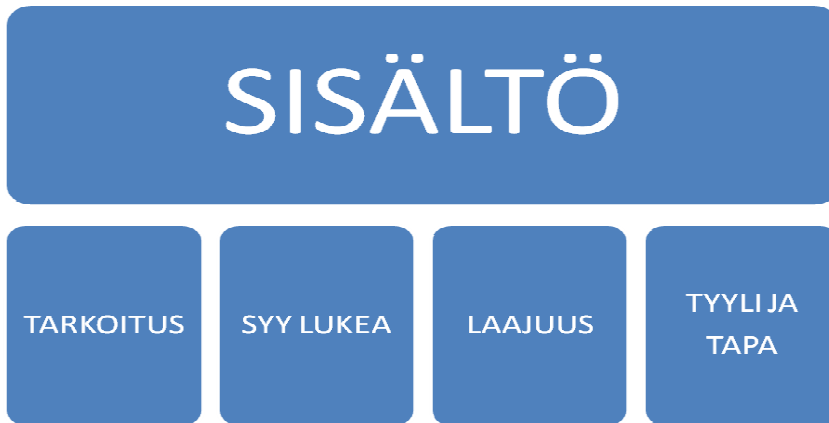 SISÄLTÖ
TARKOITUS
SYY LUKEA
LAAJUUS
TYYLI JA
TAPA